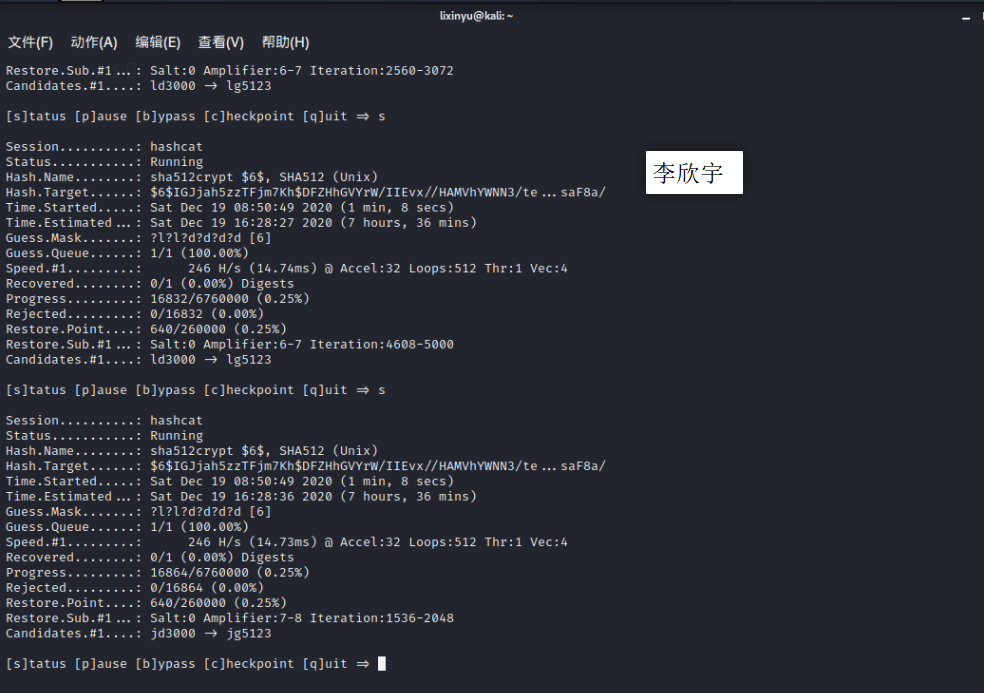 lixinyu@kali: ~
文件(F) 动作(A) 编辑(E) 查看(V) 帮助(H)
Restore.Sub.#1...: Salt:0 Amplifier:6-7 Iteration:2560-3072
Candidates.#1....: ld3000 -> lg5123
[s]tatus [p]ause [b]ypass [c]heckpoint [q]uit => s
Session..........: hashcat
Status...........: Running
Hash.Name........: sha512crypt $6$, SHA512 (Unix)
李欣宇
Hash.Target......: $6$IGJjah5zzTFjm7Kh$DFZHhGVYrW/IIEvx//HAMVhYWNN3/te...saF8a/
Time.Started.....: Sat Dec 19 08:50:49 2020 (1 min, 8 secs)
Time.Estimated...: Sat Dec 19 16:28:27 2020 (7 hours, 36 mins)
Guess.Mask.......: ?l?l?d?d?d?d [6]
Guess.Queue......: 1/1 (100.00%)
Speed.#1.........:      246 H/s (14.74ms) @ Accel:32 Loops:512 Thr:1 Vec:4
Recovered........: 0/1 (0.00%) Digests
Progress.........: 16832/6760000 (0.25%)
Rejected.........: 0/16832 (0.00%)
Restore.Point....: 640/260000 (0.25%)
Restore.Sub.#1...: Salt:0 Amplifier:6-7 Iteration:4608-5000
Candidates.#1....: ld3000 -> lg5123
[s]tatus [p]ause [b]ypass [c]heckpoint [q]uit => s
Session..........: hashcat
Status...........: Running
Hash.Name........: sha512crypt $6$, SHA512 (Unix)
Hash.Target......: $6$IGJjah5zzTFjm7Kh$DFZHhGVYrW/IIEvx//HAMVhYWNN3/te...saF8a/
Time.Started.....: Sat Dec 19 08:50:49 2020 (1 min, 8 secs)
Time.Estimated...: Sat Dec 19 16:28:36 2020 (7 hours, 36 mins)
Guess.Mask.......: ?l?l?d?d?d?d [6]
Guess.Queue......: 1/1 (100.00%)
Speed.#1.........:      246 H/s (14.73ms) @ Accel:32 Loops:512 Thr:1 Vec:4
Recovered........: 0/1 (0.00%) Digests
Progress.........: 16864/6760000 (0.25%)
Rejected.........: 0/16864 (0.00%)
Restore.Point....: 640/260000 (0.25%)
Restore.Sub.#1...: Salt:0 Amplifier:7-8 Iteration:1536-2048
Candidates.#1....: jd3000 -> jg5123
[s]tatus [p]ause [b]ypass [c]heckpoint [q]uit =>